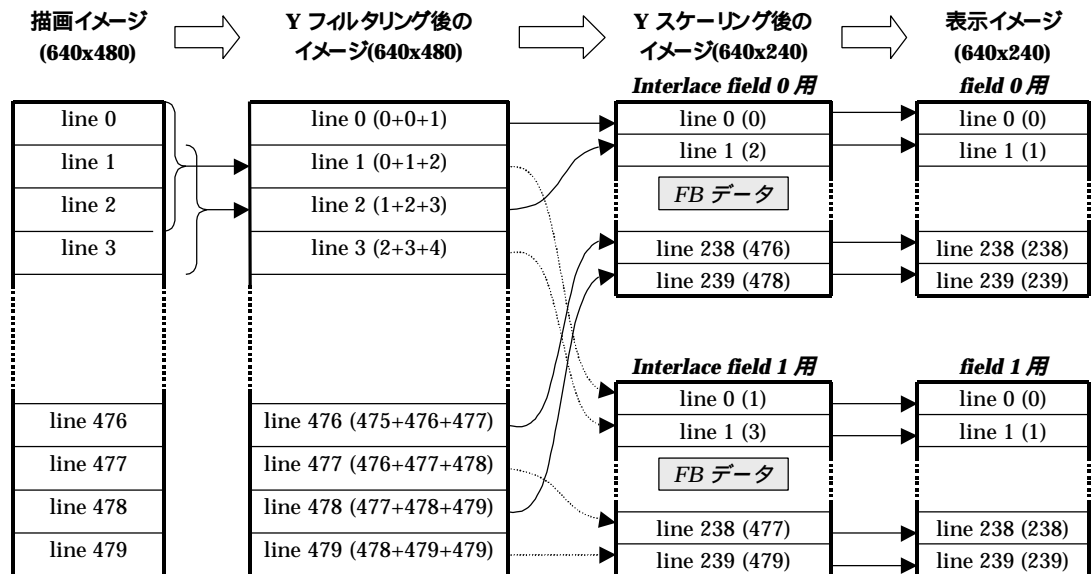 描画イメージ
(640x480)
Y フィルタリング後の
イメージ(640x480)
Y スケーリング後の
イメージ(640x240)
表示イメージ
(640x240)
line 0
line 1
line 2
line 3
line 476
line 477
line 478
line 479
line 0 (0+0+1)
line 1 (0+1+2)
line 2 (1+2+3)
line 3 (2+3+4)
line 476 (475+476+477)
line 477 (476+477+478)
line 478 (477+478+479)
line 479 (478+479+479)
Interlace field 0 用
line 0 (0)
line 1 (2)
FB データ
line 238 (476)
line 239 (478)
Interlace field 1 用
line 0 (1)
line 1 (3)
FB データ
line 238 (477)
line 239 (479)
field 0 用
line 0 (0)
line 1 (1)
line 238 (238)
line 239 (239)
field 1 用
line 0 (0)
line 1 (1)
line 238 (238)
line 239 (239)